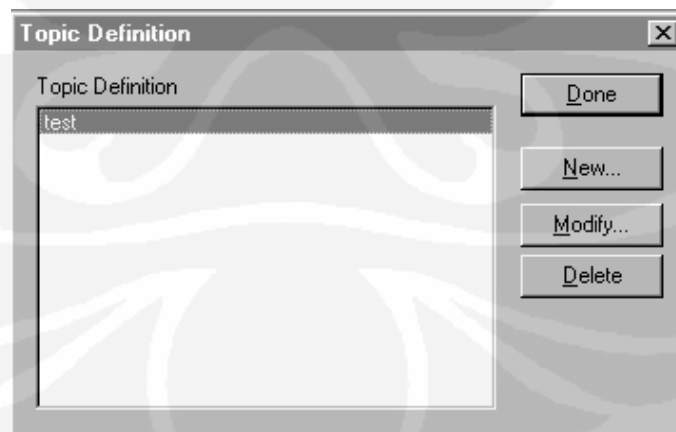 Topic Definition
Topic Definition
test
Done
New...
Modify...
Delete